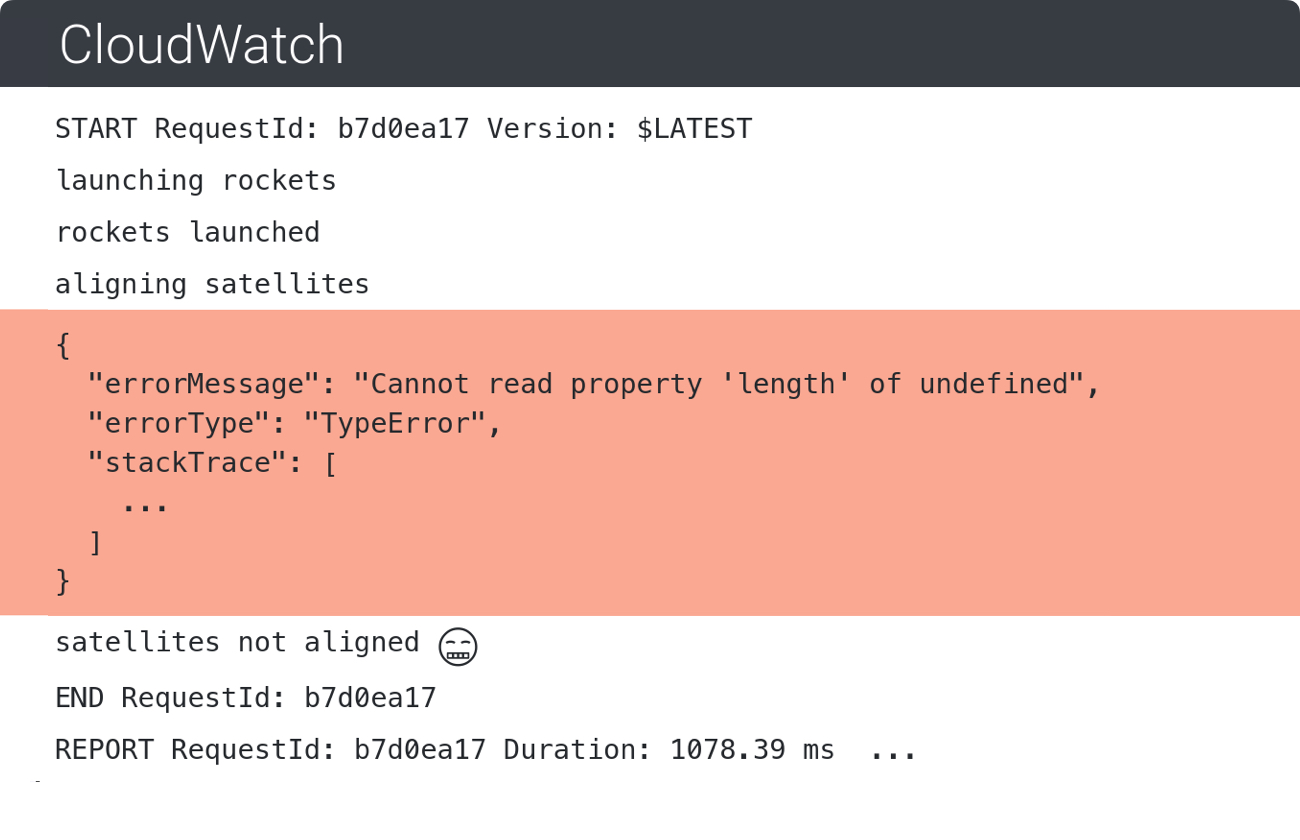 CloudWatch
START RequestId: b7d0ea17 Version: $LATEST
launching rockets
rockets launched
aligning satellites
{
  "errorMessage": "Cannot read property 'length' of undefined",
  "errorType": "TypeError",
  "stackTrace": [
    ...
  ]
}
satellites not aligned 😁
END RequestId: b7d0ea17
REPORT RequestId: b7d0ea17 Duration: 1078.39 ms  ...